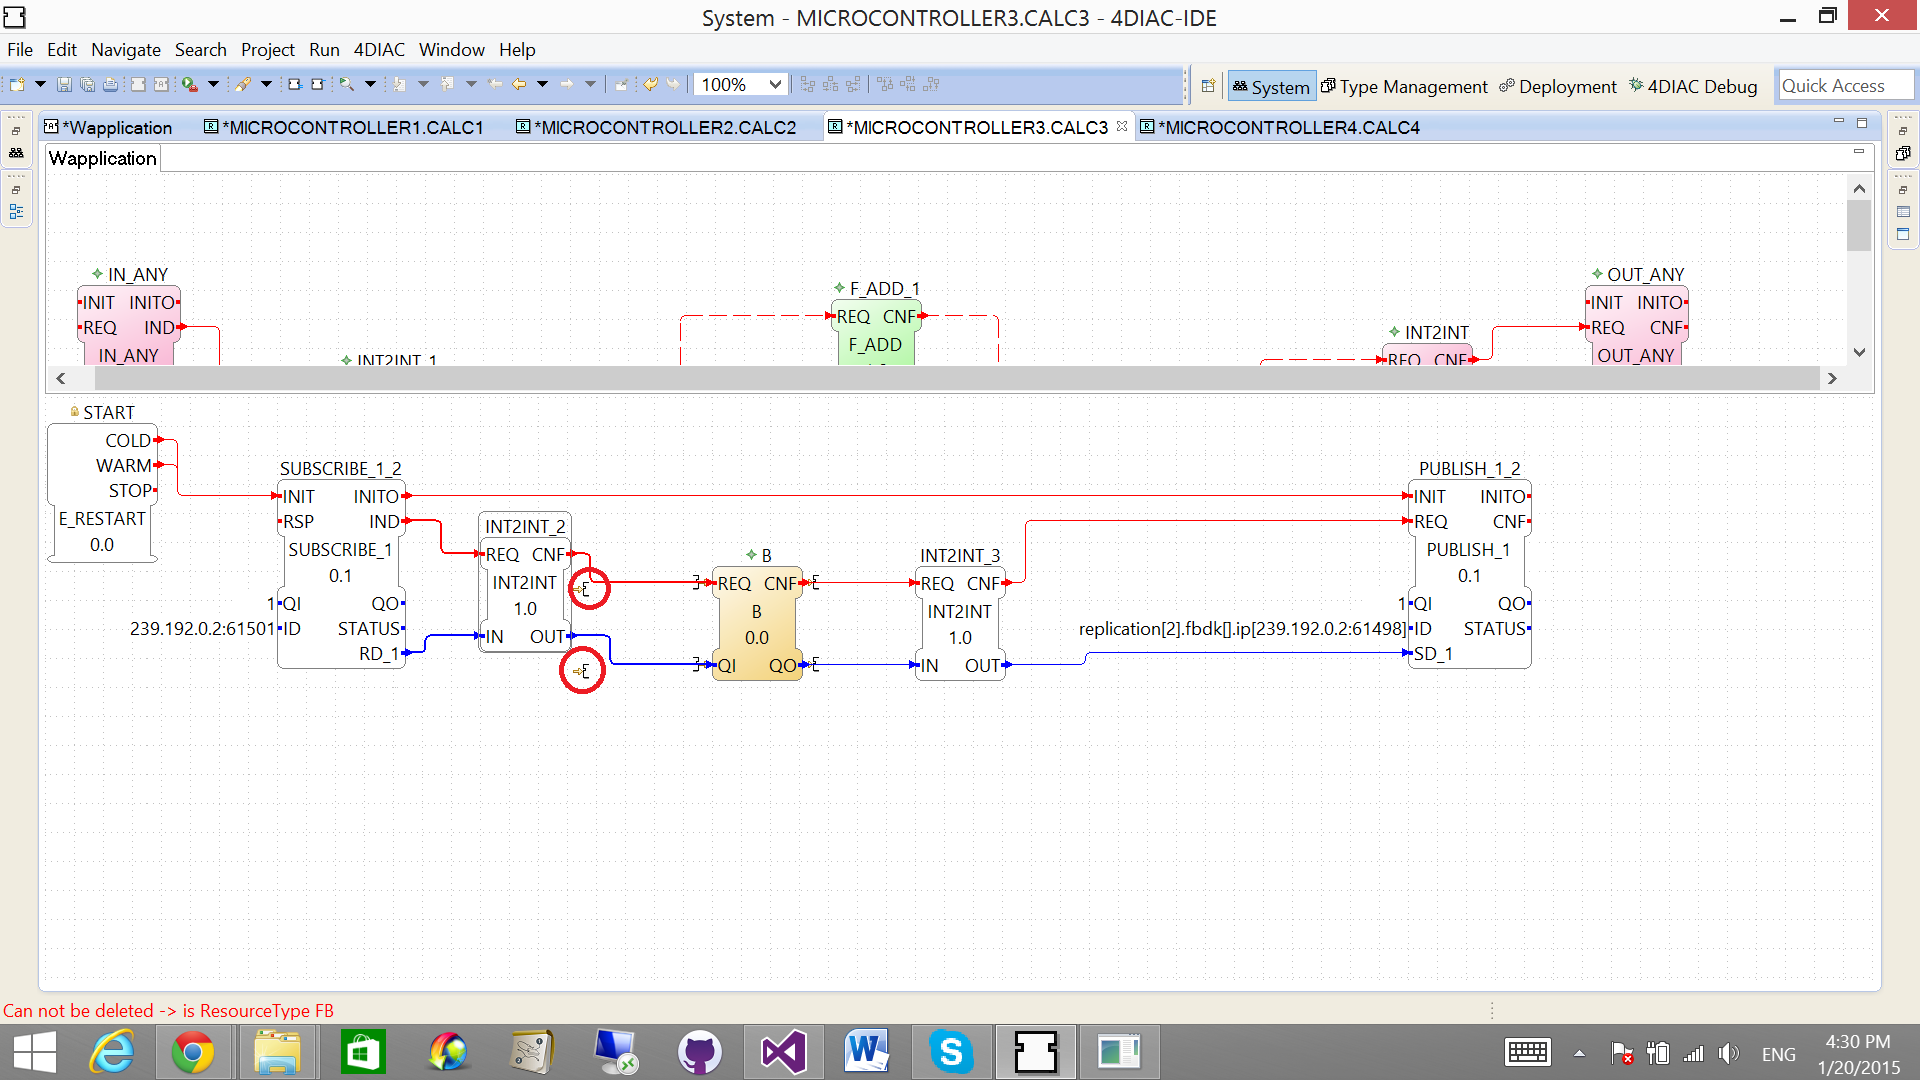 System - MICROCONTROLLER3.CALC3 - 4DIAC-IDE
File Edit Navigate Search Project Run 4DIAC Window Help
100% System Type Management Deployment 4DIAC Debug Quick Access
*Wapplication *MICROCONTROLLER1.CALC1 *MICROCONTROLLER2.CALC2 *MICROCONTROLLER3.CALC3 *MICROCONTROLLER4.CALC4
Wapplication
IN_ANY
INIT INITO
REQ IND
IN_ANY
INT2INT_1
F_ADD_1
REQ CNF
F_ADD
INT2INT
REQ CNF
OUT_ANY
INIT INITO
REQ CNF
OUT_ANY
START
COLD
WARM
STOP
E_RESTART
0.0
SUBSCRIBE_1_2
INIT INITO
RSP IND
SUBSCRIBE_1
0.1
1 QI QO
239.192.0.2:61501 ID STATUS
RD_1
INT2INT_2
REQ CNF
INT2INT
1.0
IN OUT
B
REQ CNF
B
0.0
QI QO
INT2INT_3
REQ CNF
INT2INT
1.0
IN OUT
PUBLISH_1_2
INIT INITO
REQ CNF
PUBLISH_1
0.1
1 QI QO
replication[2].fbdk[].ip[239.192.0.2:61498] ID STATUS
SD_1
Can not be deleted -> is ResourceType FB
ENG
4:30 PM
1/20/2015